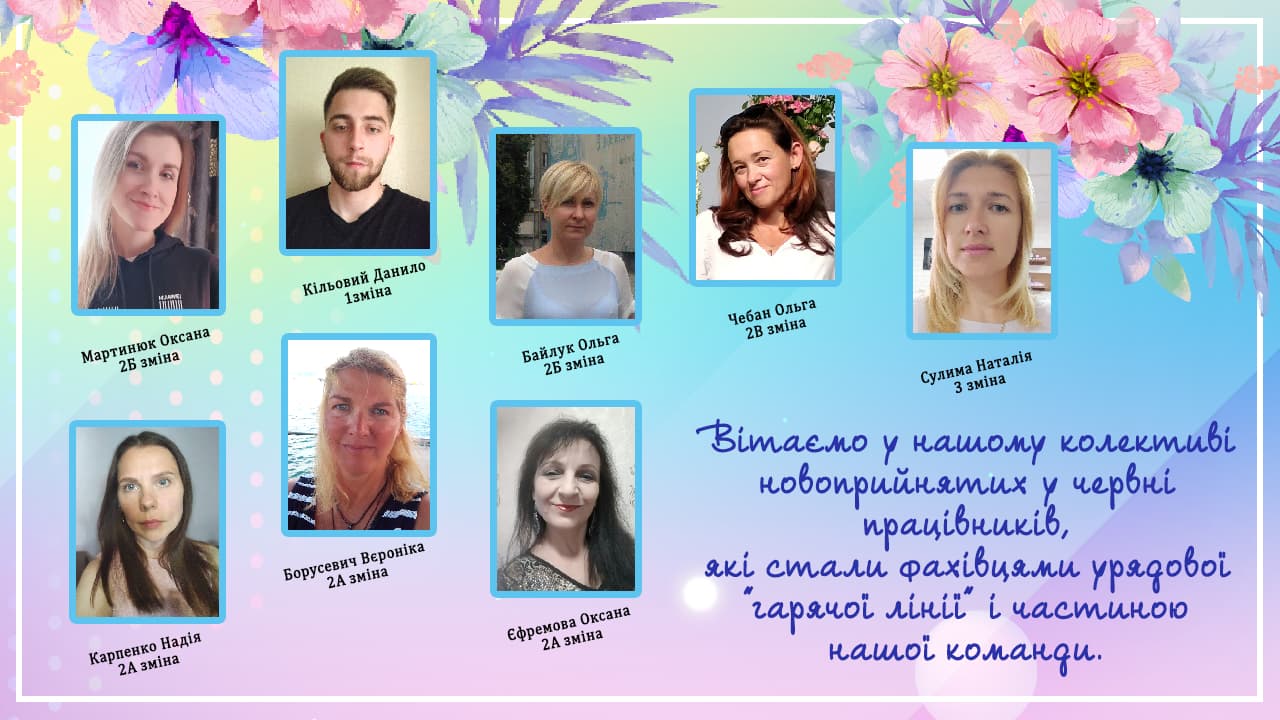 Мартинюк Оксана
2Б зміна
Кільовий Данило
1зміна
Байлук Ольга
2Б зміна
Чебан Ольга
2В зміна
Сулима Наталія
3 зміна
Карпенко Надія
2А зміна
Борусевич Вєроніка
2А зміна
Єфремова Оксана
2А зміна
Вітаємо у нашому колективі
новоприйнятих у червні
працівників,
які стали фахівцями урядової
"гарячої лінії" і частиною
нашої команди.
HUAWEI